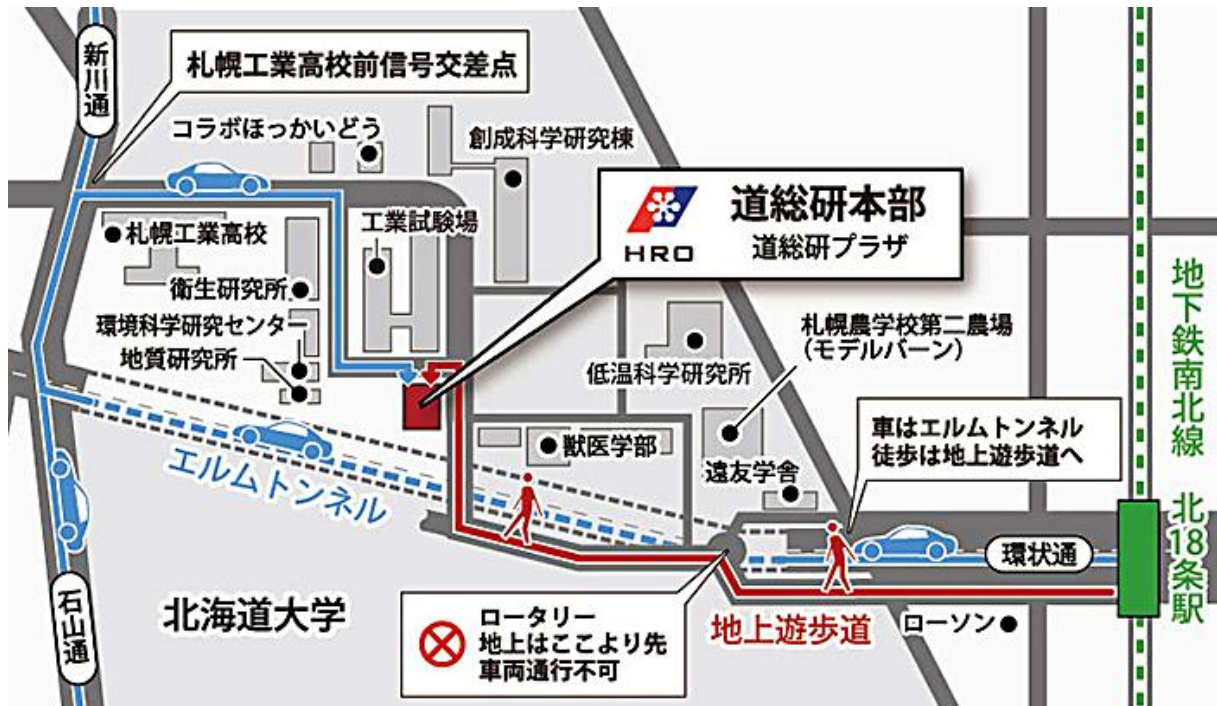 新川通
札幌工業高校前信号交差点
コラボほっかいどう
創成科学研究棟
HRO
道総研本部
道総研プラザ
札幌工業高校
工業試験場
衛生研究所
環境科学研究センター
地質研究所
低温科学研究所
札幌農学校第二農場
(モデルバーン)
地下鉄南北線 北18条駅
獣医学部
遠友学舎
車はエルムトンネル
徒歩は地上遊歩道へ
エルムトンネル
環状通
石山通
北海道大学
ロータリー
地上はここより先
車両通行不可
地上遊歩道
ローソン